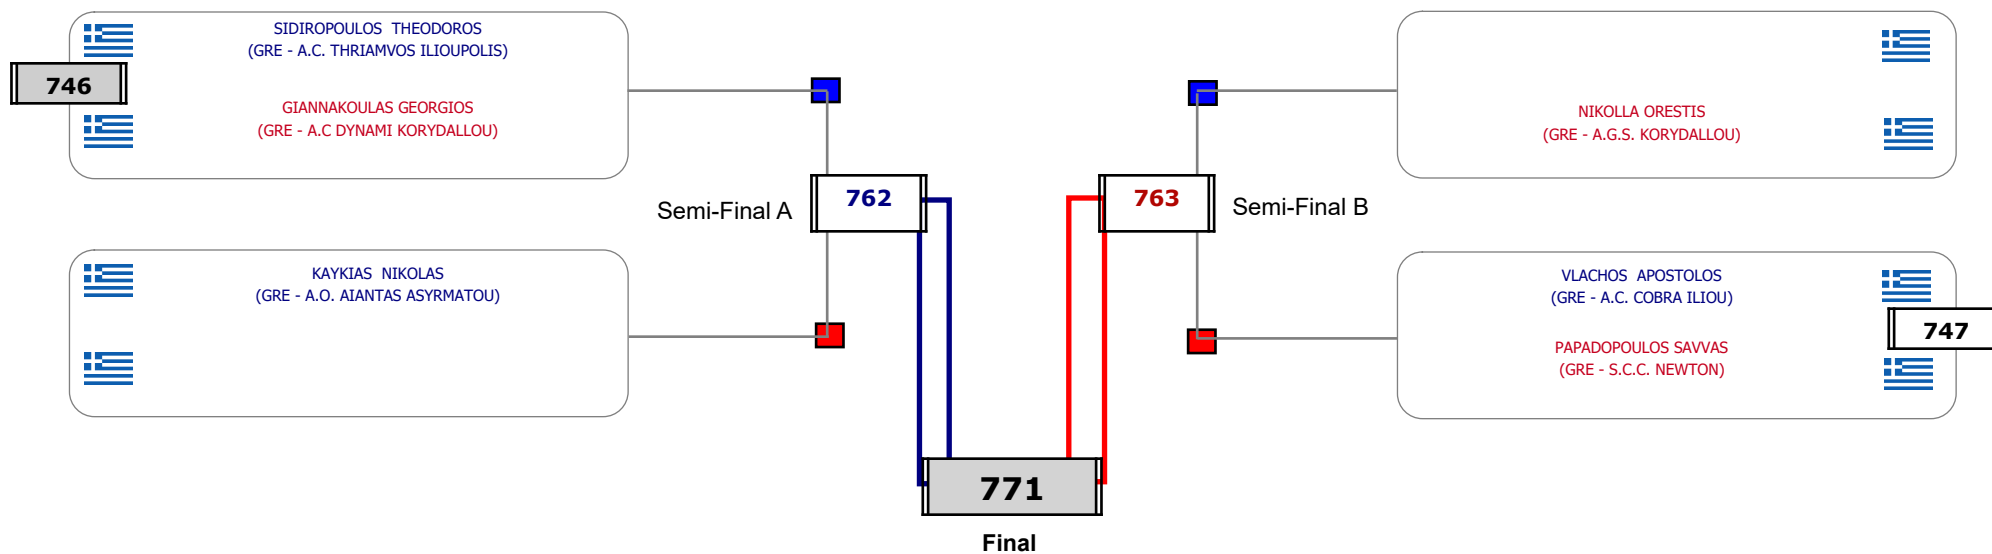 SIDIROPOULOS THEODOROS
(GRE - A.C. THRIAMVOS ILIOUPOLIS)
746
GIANNAKOULAS GEORGIOS
(GRE - A.C DYNAMI KORYDALLOU)
NIKOLLA ORESTIS
(GRE - A.G.S. KORYDALLOU)
Semi-Final A
762
763
Semi-Final B
KAYKIAS NIKOLAS
(GRE - A.O. AIANTAS ASYRMATOU)
VLACHOS APOSTOLOS
(GRE - A.C. COBRA ILIOU)
747
PAPADOPOULOS SAVVAS
(GRE - S.C.C. NEWTON)
771
Final